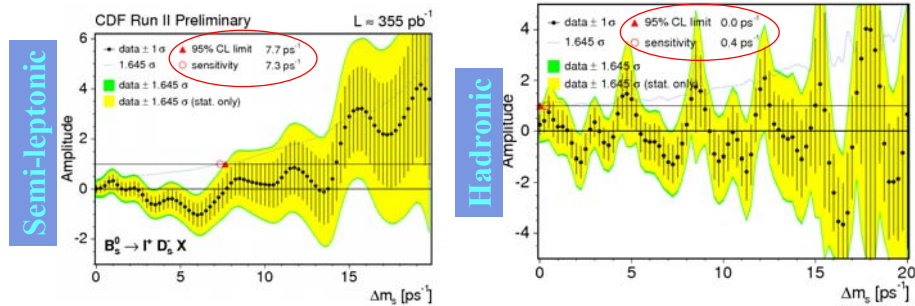 Semi-leptonic
CDF Run II Preliminary
L ≈ 355 pb⁻¹
data ± 1 σ
95% CL limit 7.7 ps⁻¹
1.645 σ
sensitivity 7.3 ps⁻¹
data ± 1.645 σ
data ± 1.645 σ (stat. only)
Amplitude
6
4
2
0
-2
B⁰ₛ → l⁺ D⁻ₛ X
0 5 10 15
Δmₛ [ps⁻¹]
Hadronic
data ± 1 σ
95% CL limit 0.0 ps⁻¹
1.645 σ
sensitivity 0.4 ps⁻¹
data ± 1.645 σ
data ± 1.645 σ (stat. only)
Amplitude
4
2
0
-2
-4
0 5 10 15 20
Δmₛ [ps⁻¹]